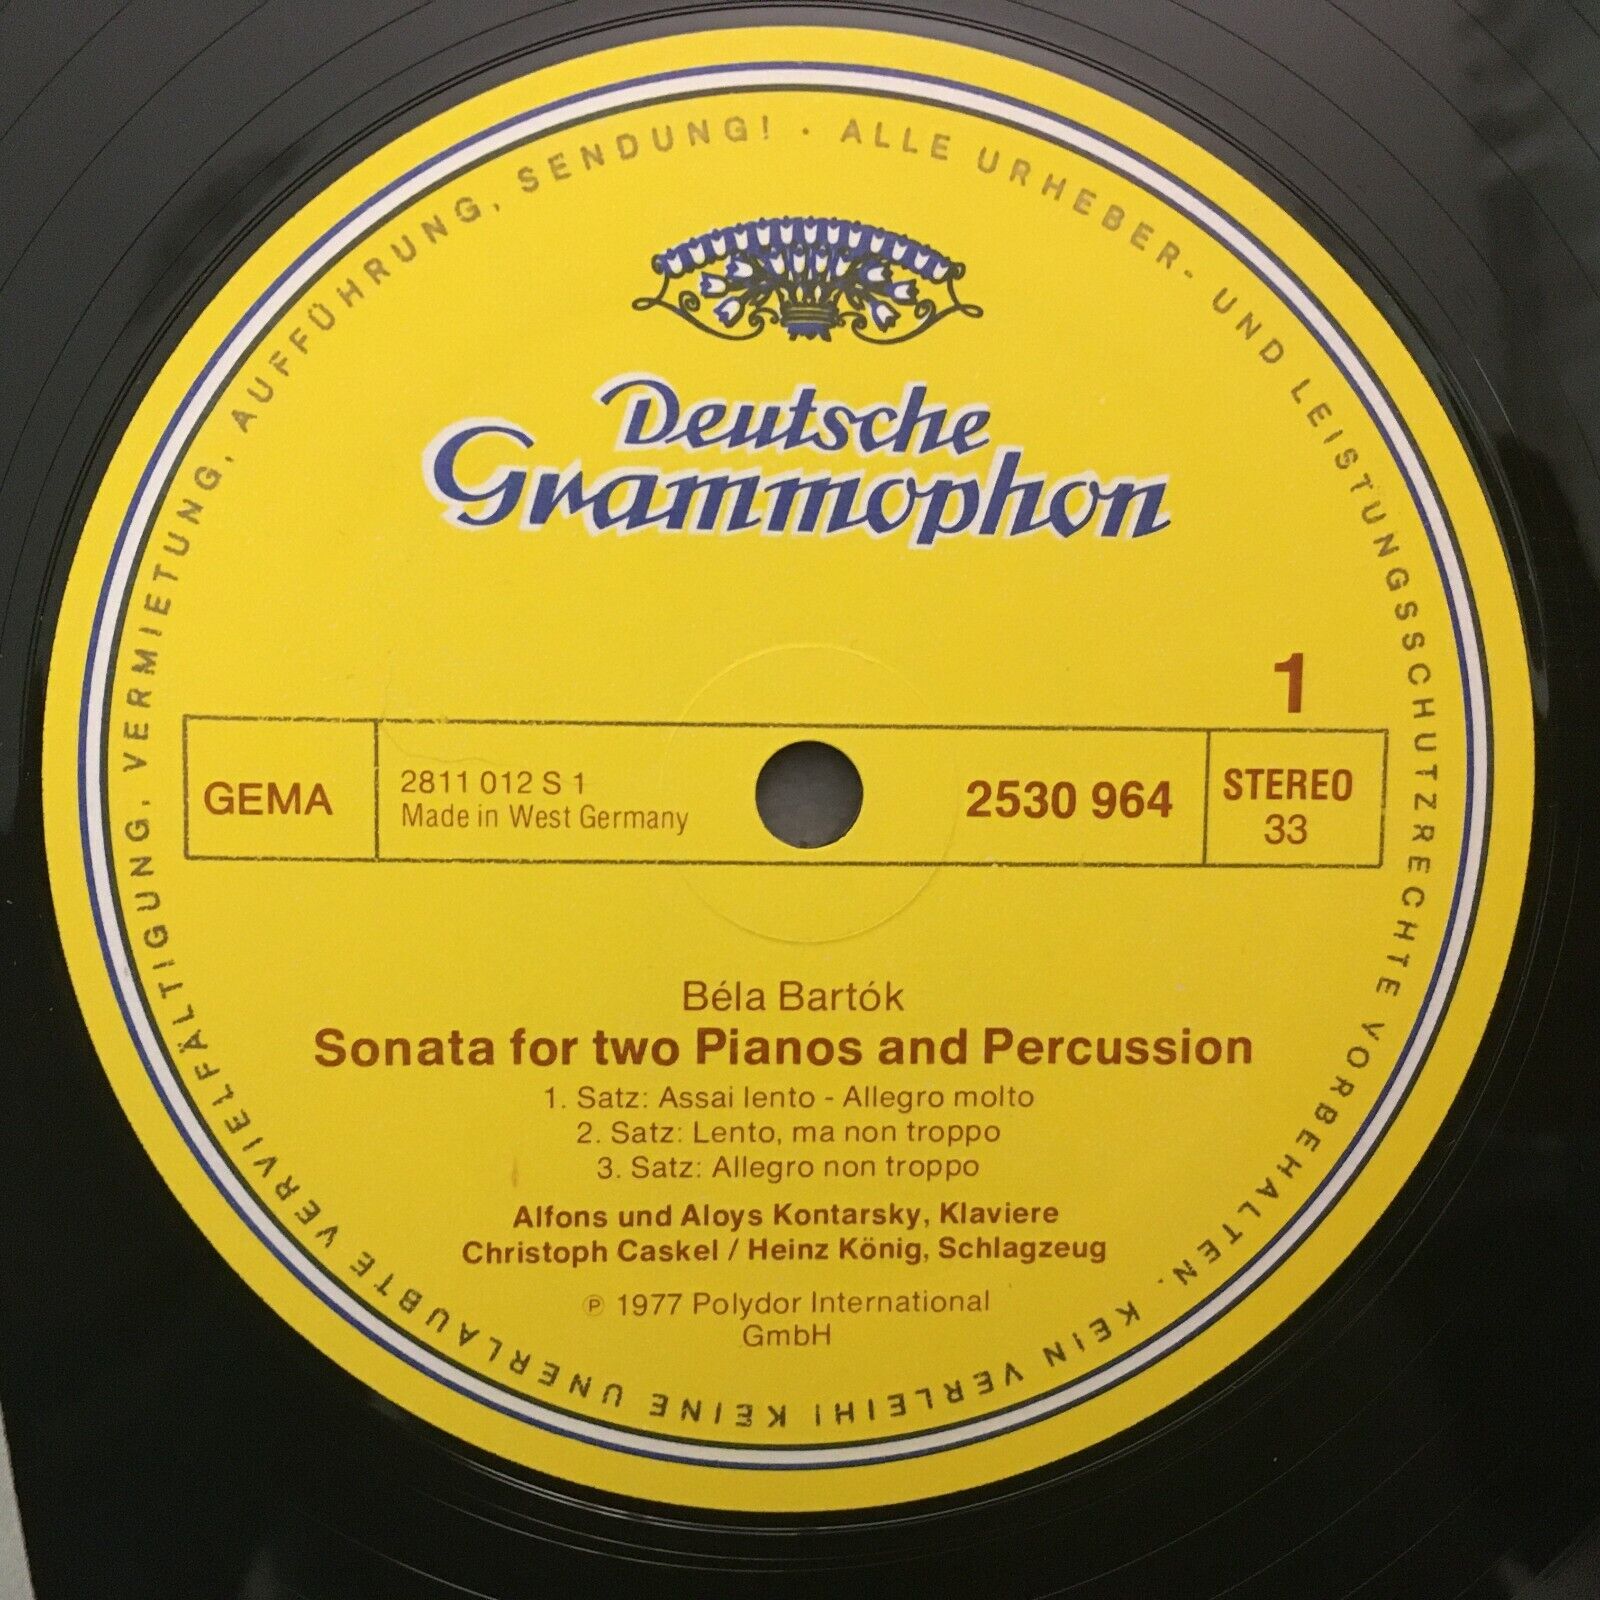 ALLE URHEBER- UND LEISTUNGSSCHUTZRECHTE VORBEHALTEN. KEIN VERLEIH! KEINE UNERLAUBTE VERVIELFÄLTIGUNG, VERMIETUNG, AUFFÜHRUNG, SENDUNG! ·
Deutsche
Grammophon
1
GEMA
2811 012 S 1
Made in West Germany
2530 964
STEREO
33
Béla Bartók
Sonata for two Pianos and Percussion
1. Satz: Assai lento - Allegro molto
2. Satz: Lento, ma non troppo
3. Satz: Allegro non troppo
Alfons und Aloys Kontarsky, Klaviere
Christoph Caskel / Heinz König, Schlagzeug
℗ 1977 Polydor International
GmbH